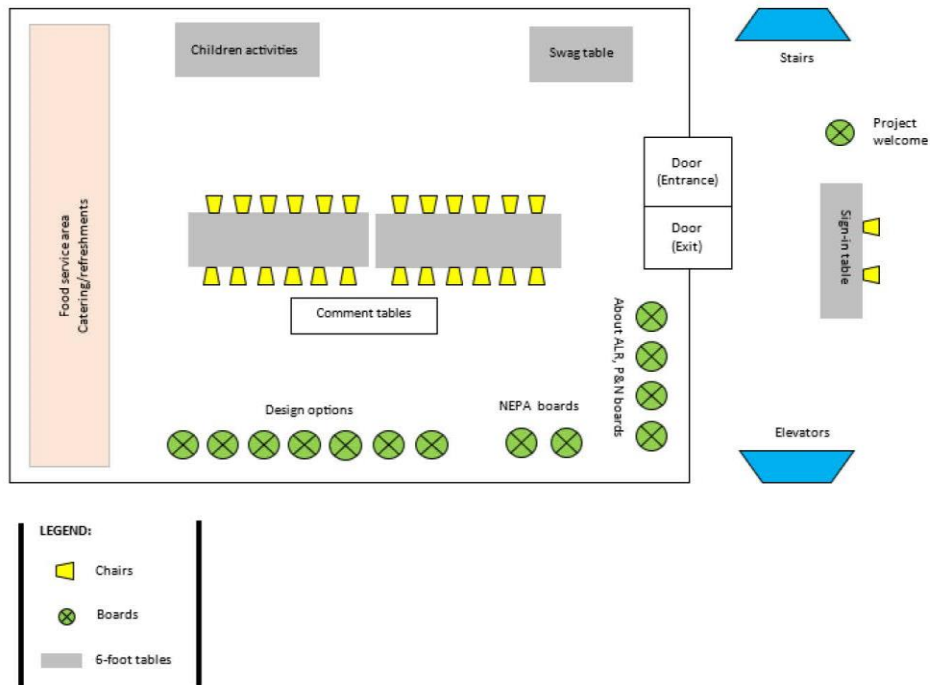 Children activities
Swag table
Stairs
Project
welcome
Door
(Entrance)
Door
(Exit)
Sign-in table
Food service area
Catering/refreshments
Comment tables
About ALR, P&N boards
Design options
NEPA boards
Elevators
LEGEND:
Chairs
Boards
6-foot tables